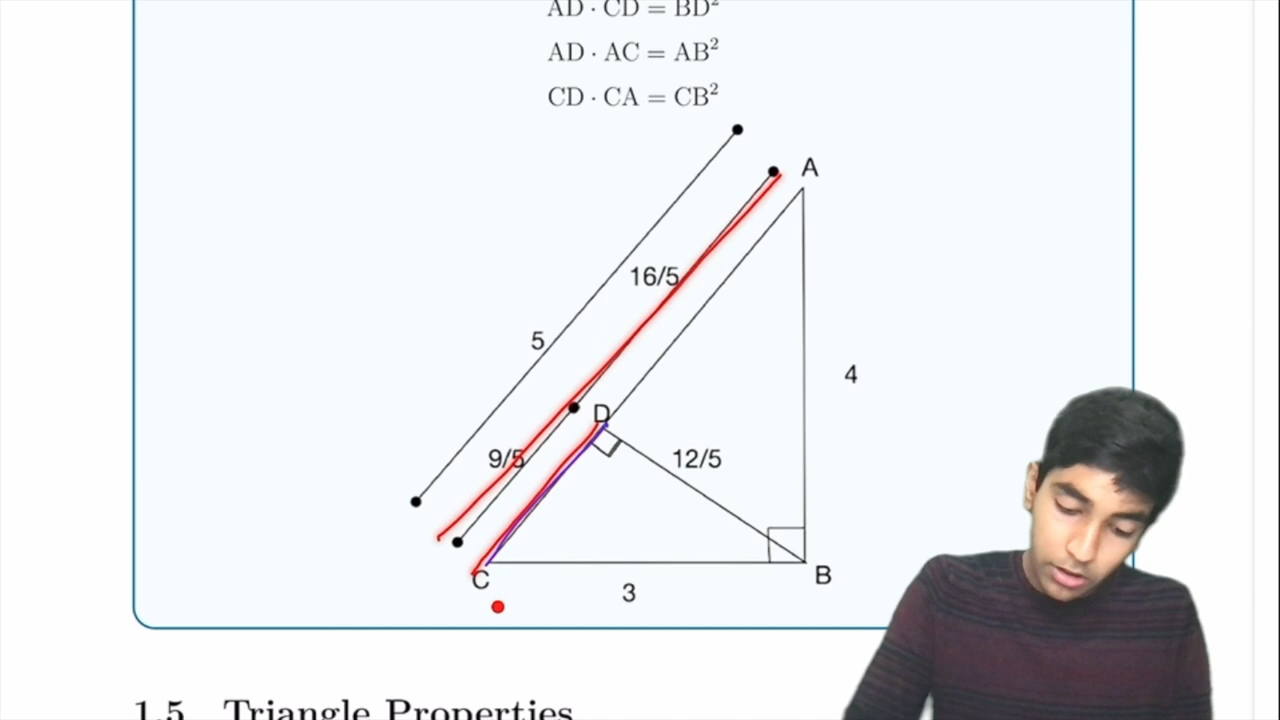 AD · CD = BD²
AD · AC = AB²
CD · CA = CB²
A
16/5
5
4
D
9/5
12/5
C
B
3
1.5 Triangle Properties